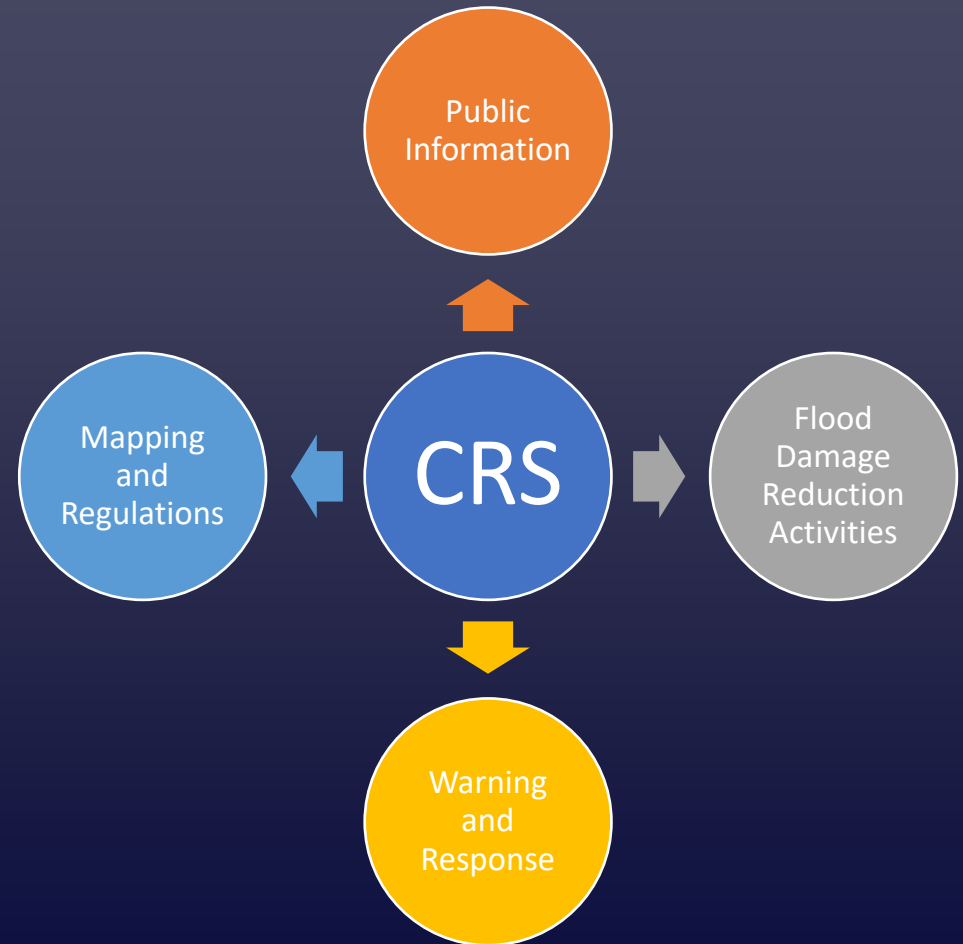 Public
Information
Mapping
and
Regulations
CRS
Flood
Damage
Reduction
Activities
Warning
and
Response